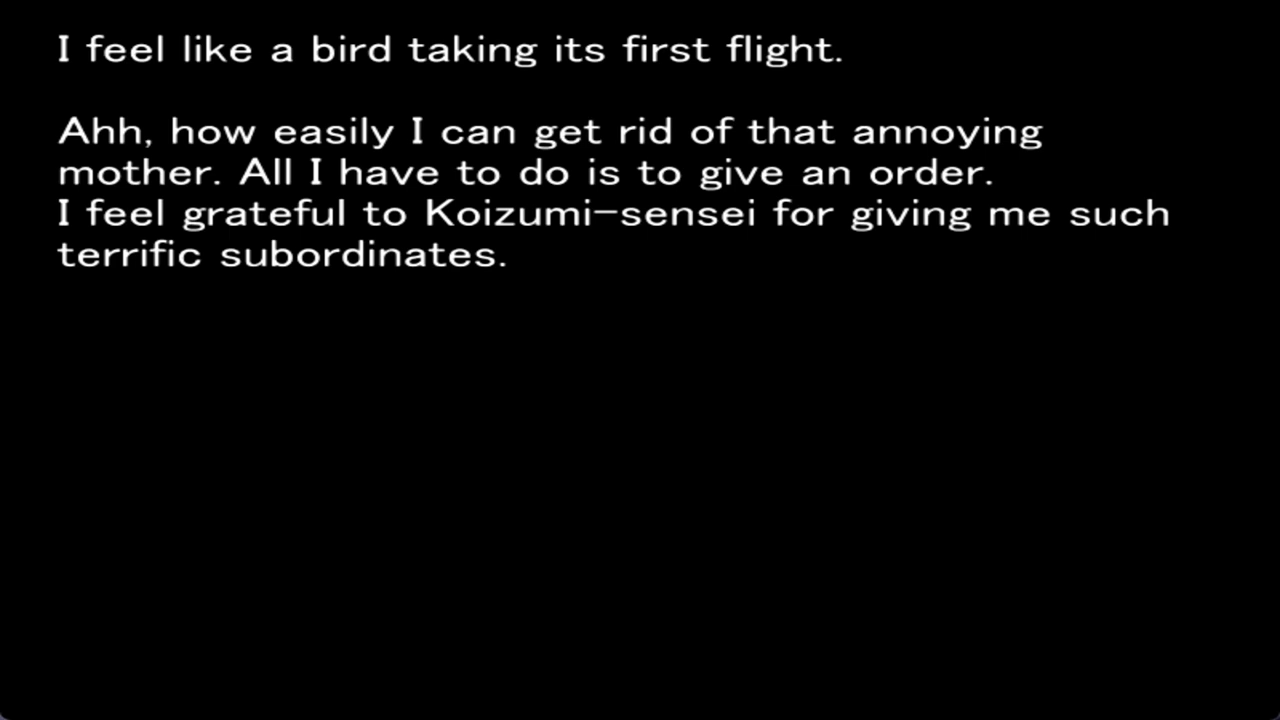 I feel like a bird taking its first flight.
Ahh, how easily I can get rid of that annoying
mother. All I have to do is to give an order.
I feel grateful to Koizumi-sensei for giving me such
terrific subordinates.